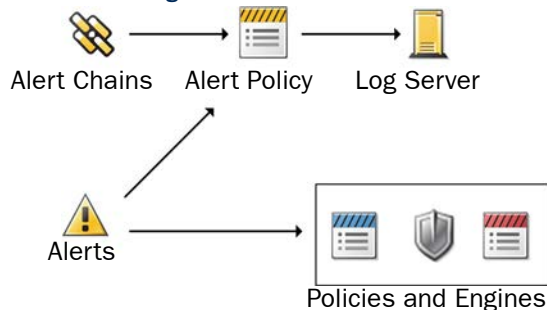 Alert Chains
Alert Policy
Log Server
Alerts
Policies and Engines